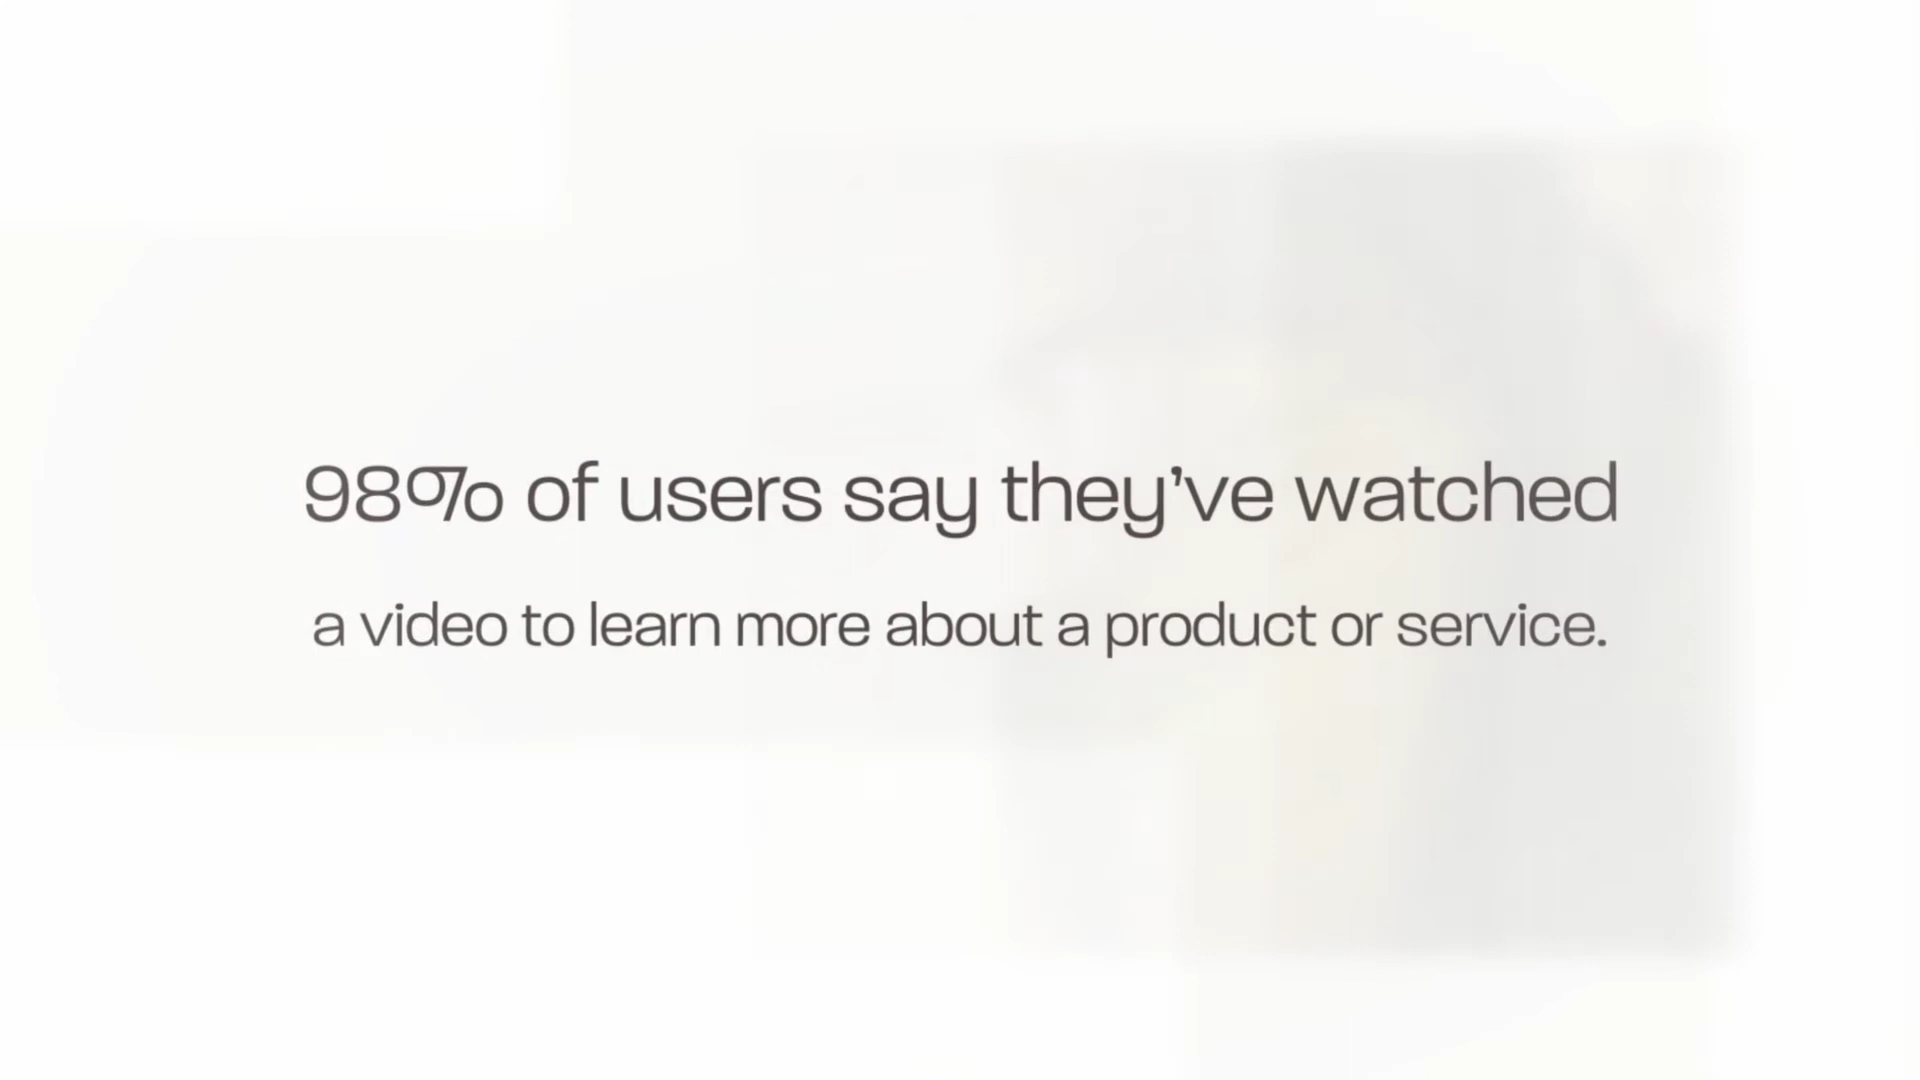 98% of users say they’ve watched
a video to learn more about a product or service.